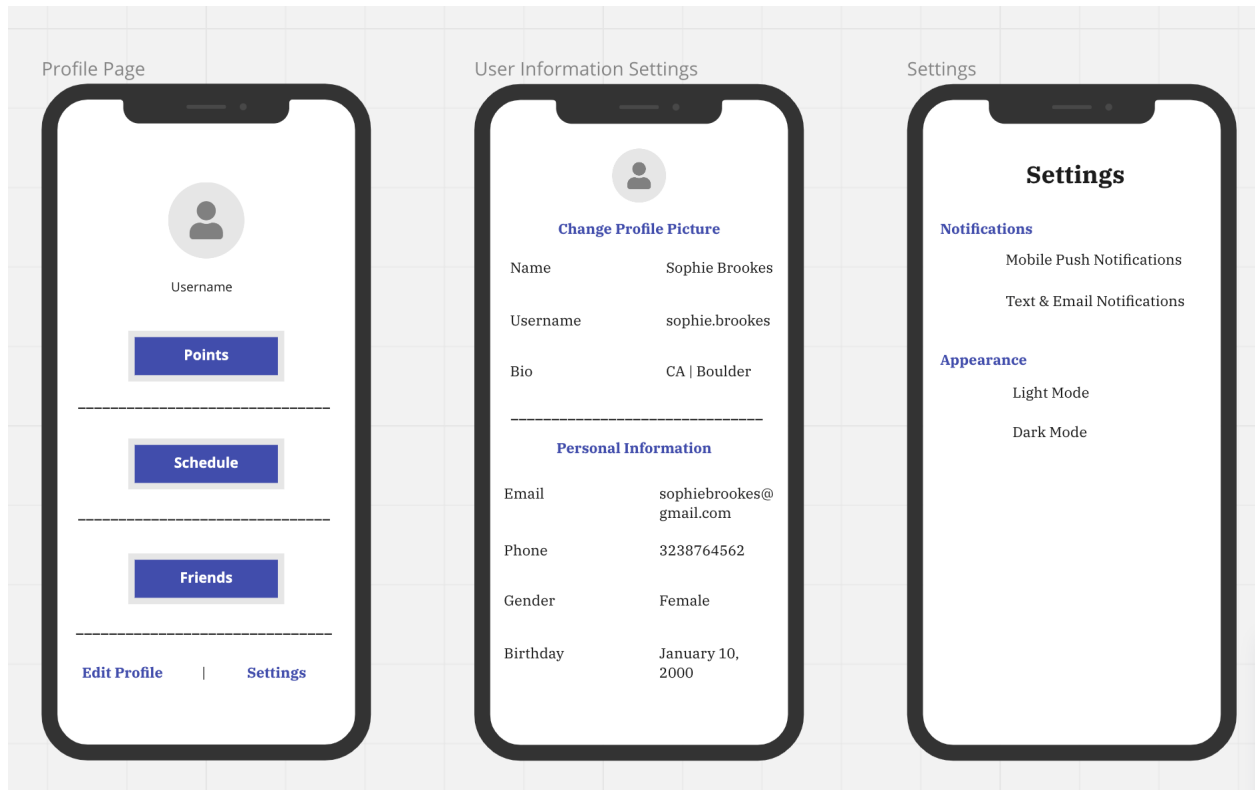 Profile Page
Username
Points
Schedule
Friends
Edit Profile | Settings
User Information Settings
Change Profile Picture
Name Sophie Brookes
Username sophie.brookes
Bio CA | Boulder
Personal Information
Email sophiebrookes@
gmail.com
Phone 3238764562
Gender Female
Birthday January 10,
2000
Settings
Settings
Notifications
Mobile Push Notifications
Text & Email Notifications
Appearance
Light Mode
Dark Mode